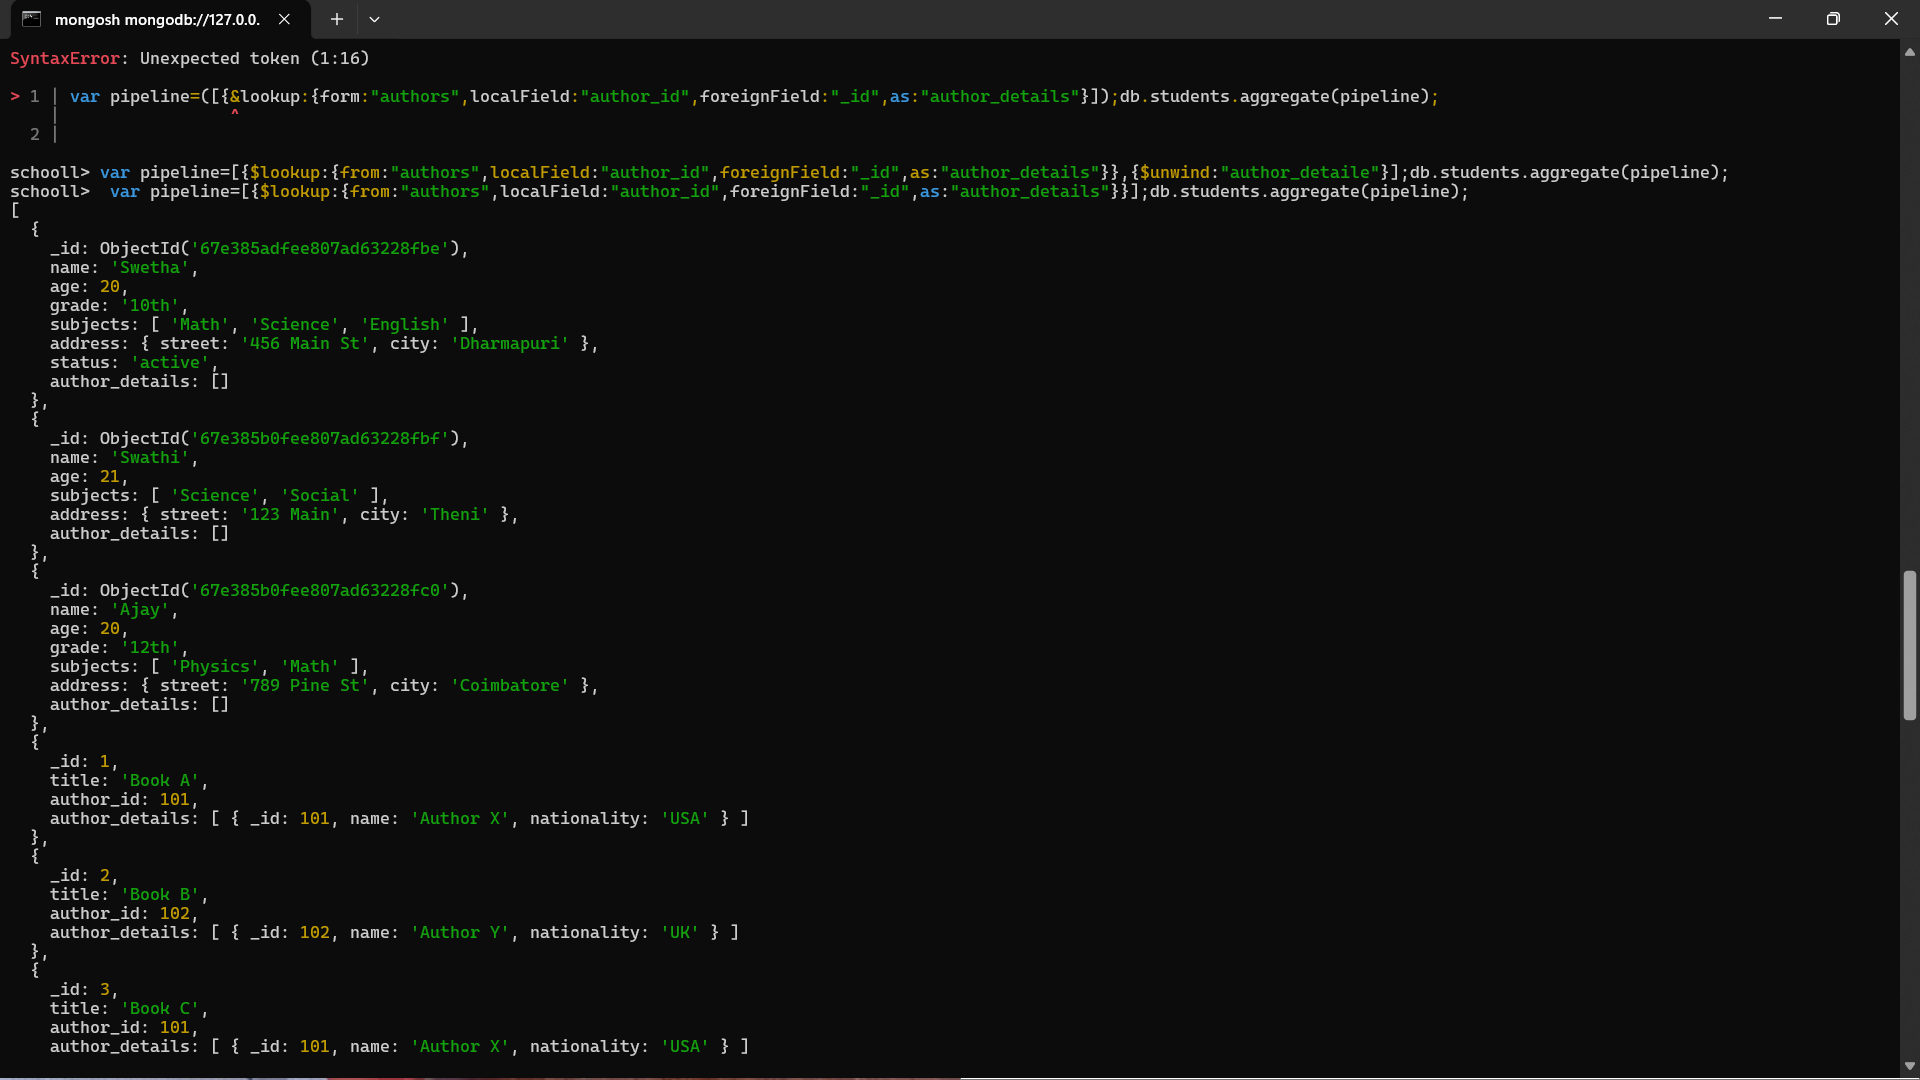 mongosh mongodb://127.0.0.
SyntaxError: Unexpected token (1:16)
> 1 | var pipeline=([{&lookup:{form:"authors",localField:"author_id",foreignField:"_id",as:"author_details"}]);db.students.aggregate(pipeline);
| ^
2 |
schooll> var pipeline=[{$lookup:{from:"authors",localField:"author_id",foreignField:"_id",as:"author_details"}},{$unwind:"author_detaile"}];db.students.aggregate(pipeline);
schooll>  var pipeline=[{$lookup:{from:"authors",localField:"author_id",foreignField:"_id",as:"author_details"}}];db.students.aggregate(pipeline);
[
{
_id: ObjectId('67e385adfee807ad63228fbe'),
name: 'Swetha',
age: 20,
grade: '10th',
subjects: [ 'Math', 'Science', 'English' ],
address: { street: '456 Main St', city: 'Dharmapuri' },
status: 'active',
author_details: []
},
{
_id: ObjectId('67e385b0fee807ad63228fbf'),
name: 'Swathi',
age: 21,
subjects: [ 'Science', 'Social' ],
address: { street: '123 Main', city: 'Theni' },
author_details: []
},
{
_id: ObjectId('67e385b0fee807ad63228fc0'),
name: 'Ajay',
age: 20,
grade: '12th',
subjects: [ 'Physics', 'Math' ],
address: { street: '789 Pine St', city: 'Coimbatore' },
author_details: []
},
{
_id: 1,
title: 'Book A',
author_id: 101,
author_details: [ { _id: 101, name: 'Author X', nationality: 'USA' } ]
},
{
_id: 2,
title: 'Book B',
author_id: 102,
author_details: [ { _id: 102, name: 'Author Y', nationality: 'UK' } ]
},
{
_id: 3,
title: 'Book C',
author_id: 101,
author_details: [ { _id: 101, name: 'Author X', nationality: 'USA' } ]